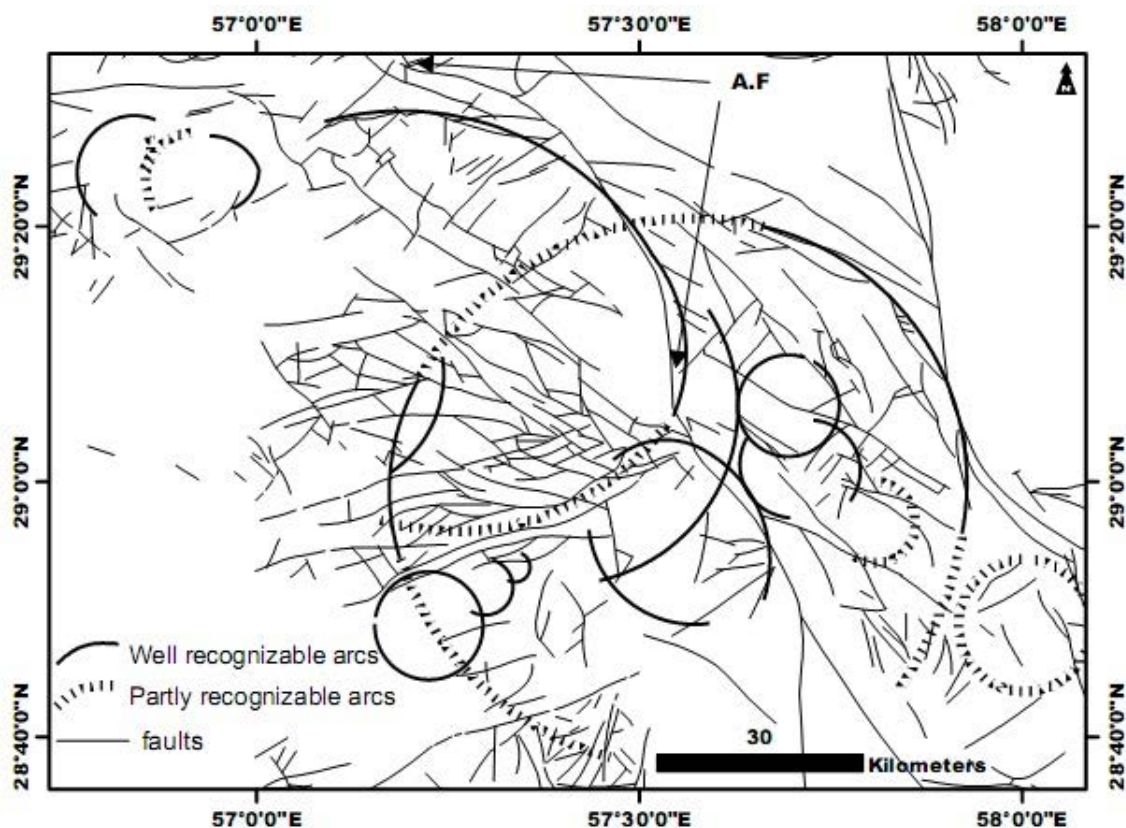 57°0'0"E 57°30'0"E 58°0'0"E
A.F
N
29°20'0"N 29°20'0"N
29°0'0"N 29°0'0"N
28°40'0"N 28°40'0"N
Well recognizable arcs
Partly recognizable arcs
faults
30
Kilometers
57°0'0"E 57°30'0"E 58°0'0"E